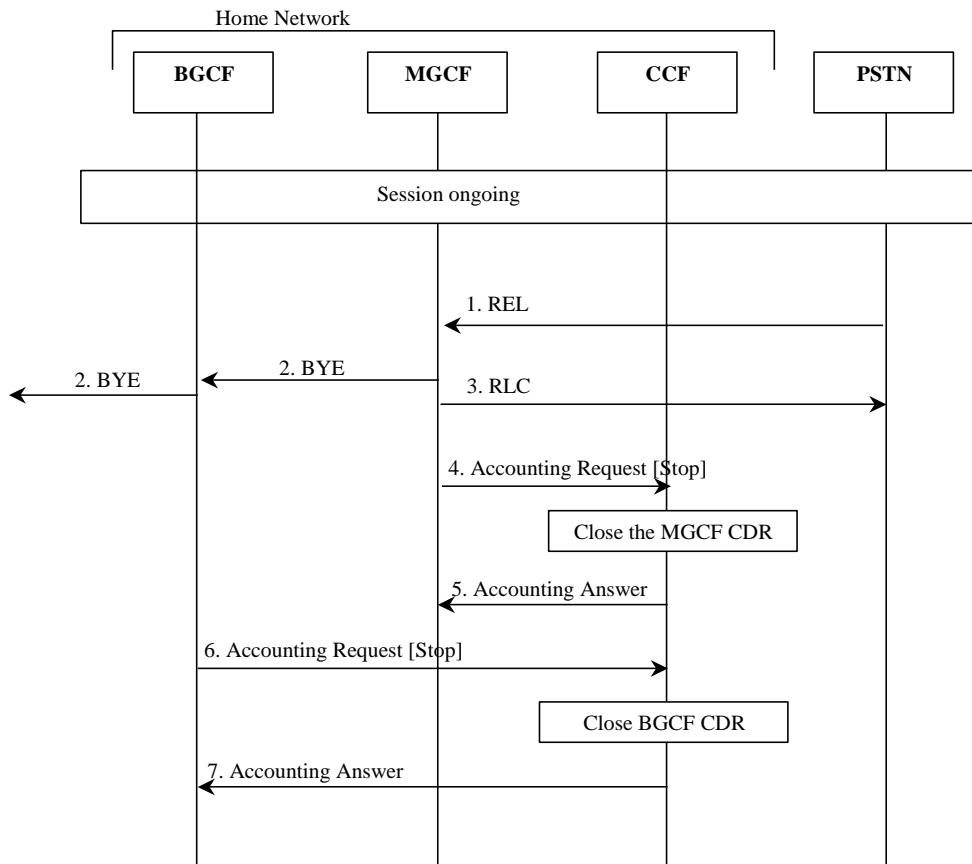 Home Network
BGCF
MGCF
CCF
PSTN
Session ongoing
1. REL
2. BYE
2. BYE
3. RLC
4. Accounting Request [Stop]
Close the MGCF CDR
5. Accounting Answer
6. Accounting Request [Stop]
Close BGCF CDR
7. Accounting Answer